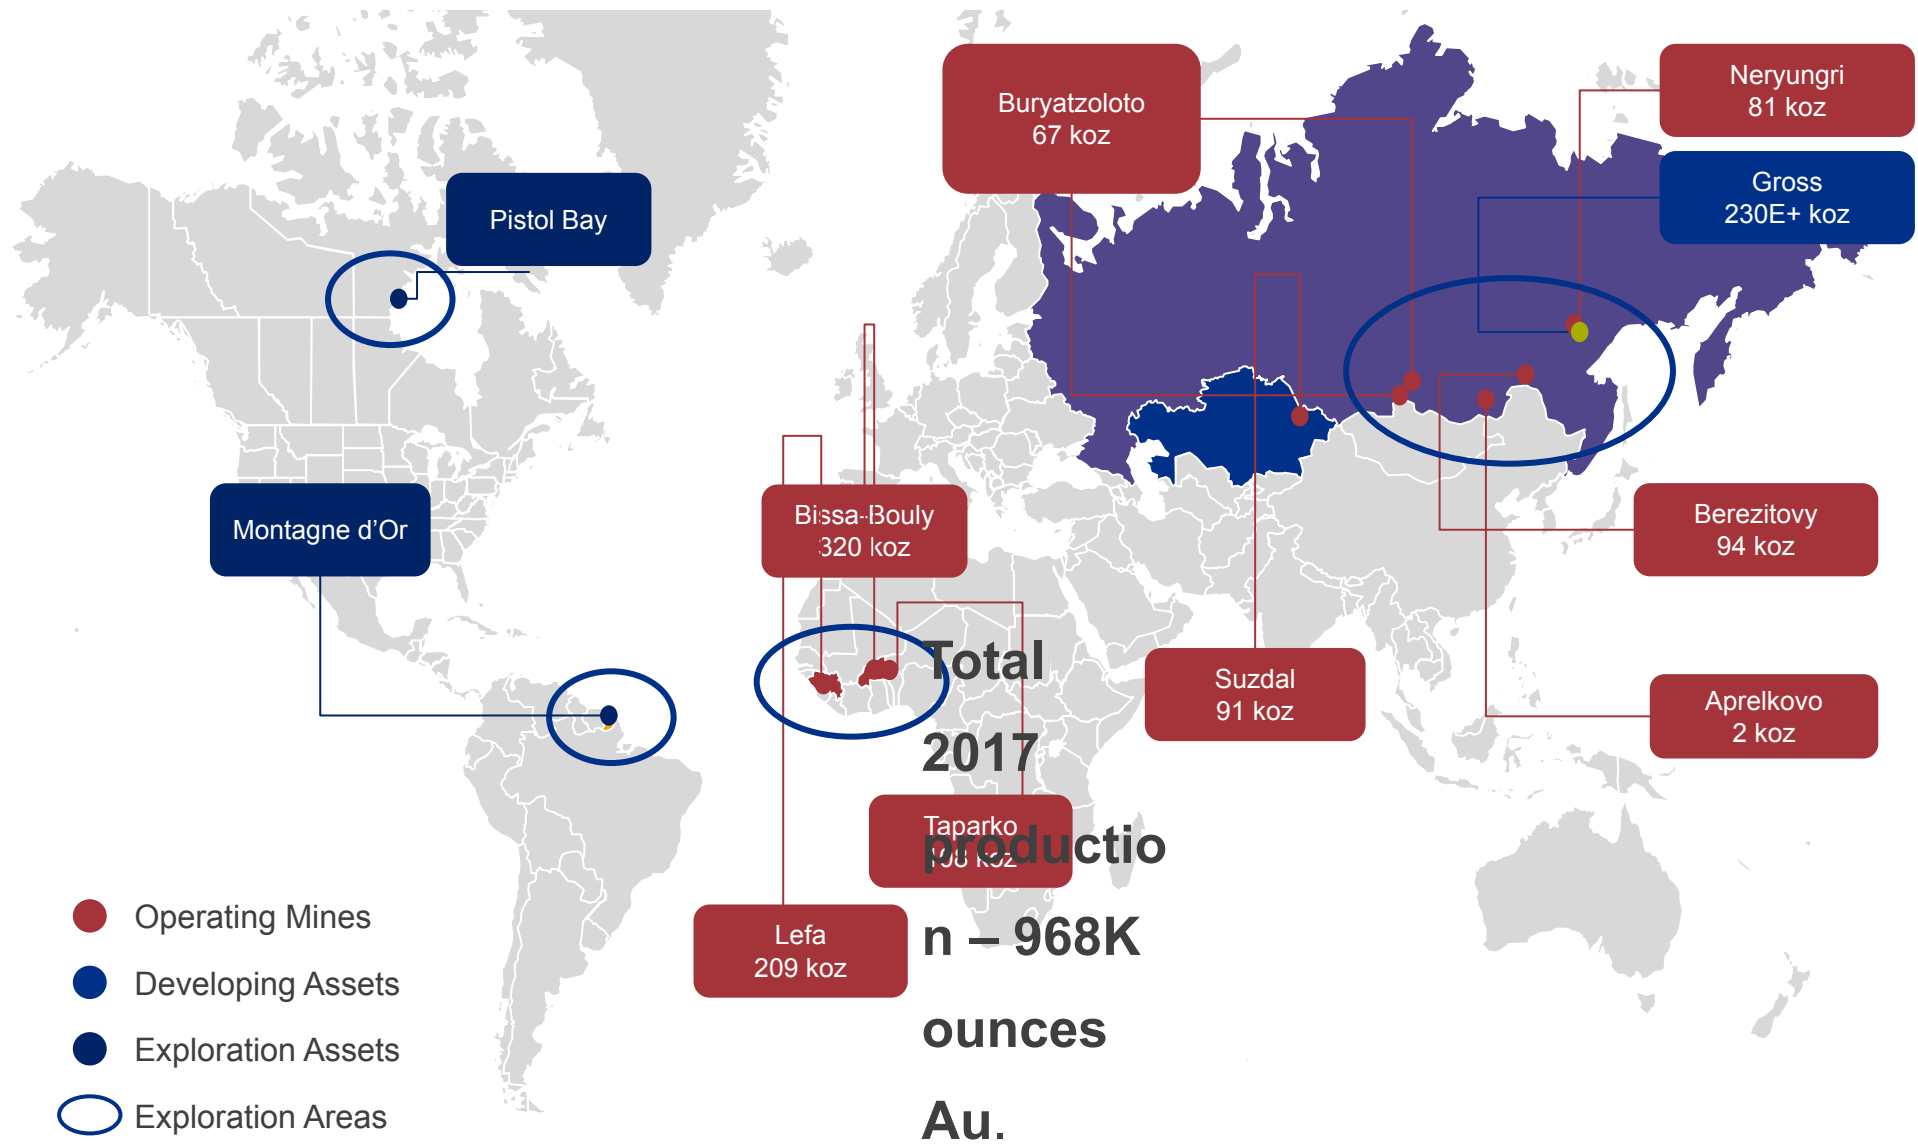 Buryatzoloto
67 koz
Neryungri
81 koz
Gross
230E+ koz
Pistol Bay
Montagne d’Or
Bissa-Bouly
320 koz
Berezitovy
94 koz
Suzdal
91 koz
Aprelkovo
2 koz
Taparko
108 koz
Lefa
209 koz
Total
2017
productio
n – 968K
ounces
Au.
Operating Mines
Developing Assets
Exploration Assets
Exploration Areas